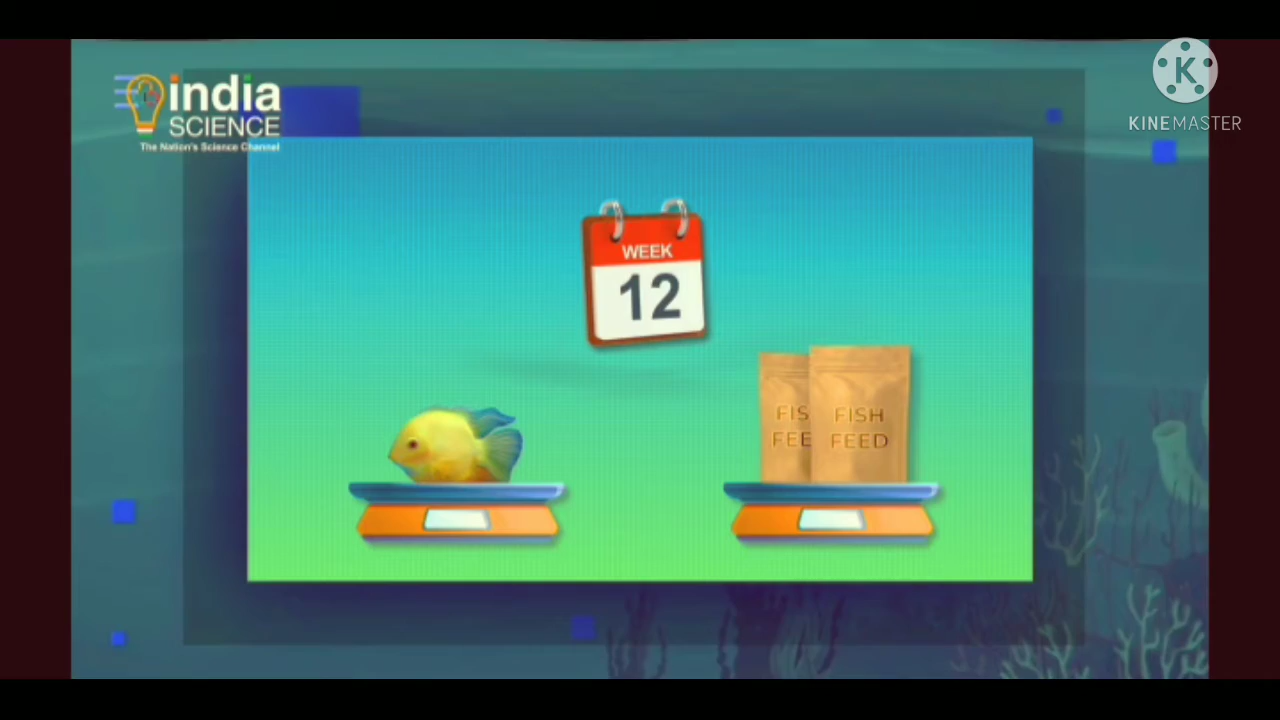 india
SCIENCE
The Nation's Science Channel
K
KINEMASTER
WEEK
12
FIS
FEE
FISH
FEED